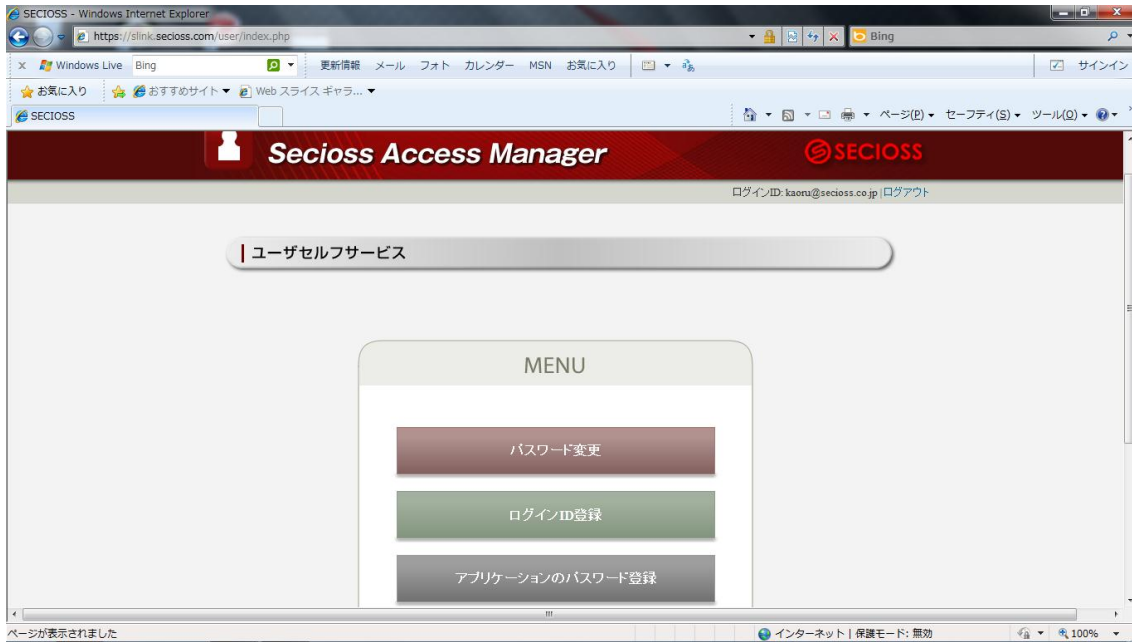 SECIOSS - Windows Internet Explorer
https://slink.secioss.com/user/index.php
Bing
Windows Live Bing 更新情報 メール フォト カレンダー MSN お気に入り サインイン
お気に入り おすすめサイト Web スライス ギャラ...
SECIOSS ページ(P) セーフティ(S) ツール(O)
Secioss Access Manager SECIOSS
ログインID: kaoru@secioss.co.jp |ログアウト
ユーザセルフサービス
MENU
パスワード変更
ログインID登録
アプリケーションのパスワード登録
ページが表示されました インターネット | 保護モード: 無効 100%